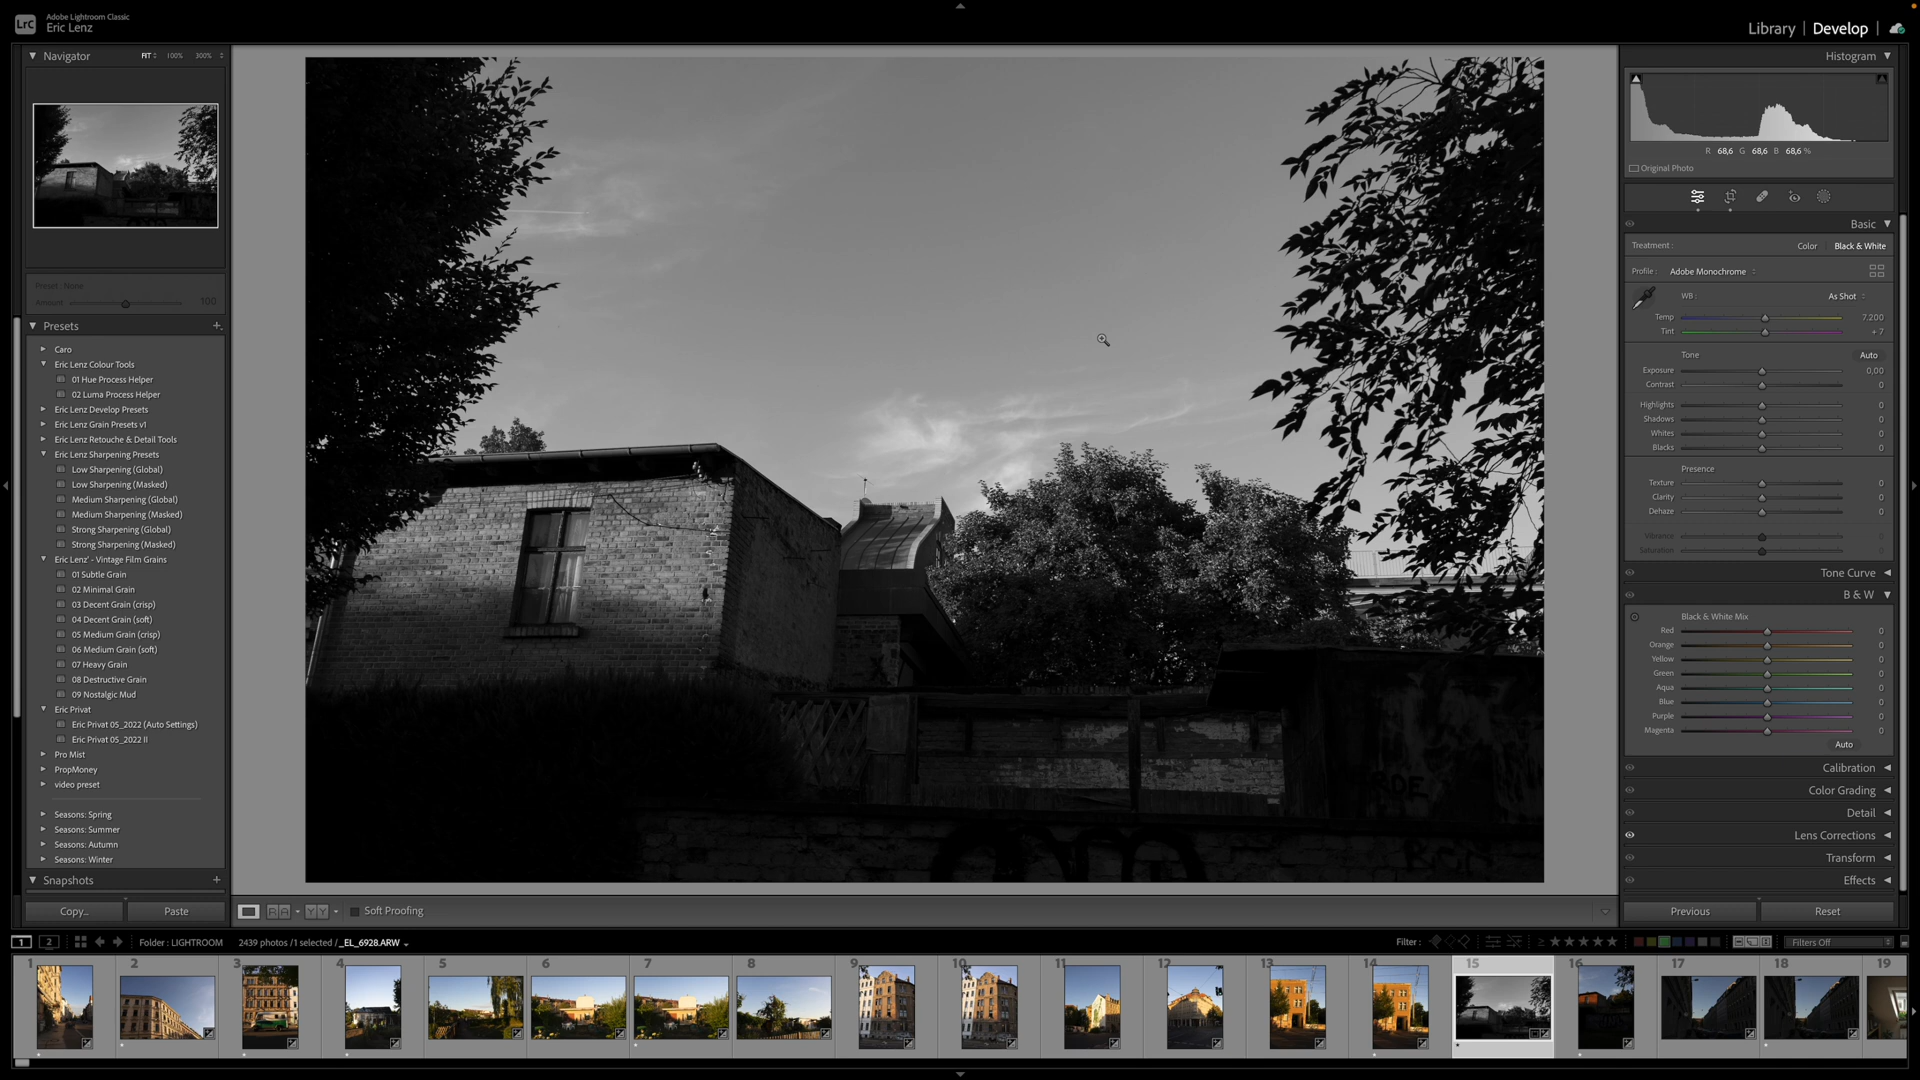 Lrc
Adobe Lightroom Classic
Eric Lenz
Library | Develop
Navigator
FIT
100%
300%
Histogram
R 68,6 G 68,6 B 68,6 %
Original Photo
Preset : None
Amount 100
Presets
Caro
Eric Lenz Colour Tools
01 Hue Process Helper
02 Luma Process Helper
Eric Lenz Develop Presets
Eric Lenz Grain Presets v1
Eric Lenz Retouche & Detail Tools
Eric Lenz Sharpening Presets
Low Sharpening (Global)
Low Sharpening (Masked)
Medium Sharpening (Global)
Medium Sharpening (Masked)
Strong Sharpening (Global)
Strong Sharpening (Masked)
Eric Lenz' - Vintage Film Grains
01 Subtle Grain
02 Minimal Grain
03 Decent Grain (crisp)
04 Decent Grain (soft)
05 Medium Grain (crisp)
06 Medium Grain (soft)
07 Heavy Grain
08 Destructive Grain
09 Nostalgic Mud
Eric Privat
Eric Privat 05_2022 (Auto Settings)
Eric Privat 05_2022 II
Pro Mist
PropMoney
video preset
Seasons: Spring
Seasons: Summer
Seasons: Autumn
Seasons: Winter
Snapshots
Copy...
Paste
Basic
Treatment :
Color
Black & White
Profile :
Adobe Monochrome
WB :
As Shot
Temp 7.200
Tint + 7
Tone
Auto
Exposure 0,00
Contrast 0
Highlights 0
Shadows 0
Whites 0
Blacks 0
Presence
Texture 0
Clarity 0
Dehaze 0
Vibrance
Saturation
Tone Curve
B & W
Black & White Mix
Red 0
Orange 0
Yellow 0
Green 0
Aqua 0
Blue 0
Purple 0
Magenta 0
Auto
Calibration
Color Grading
Detail
Lens Corrections
Transform
Effects
Previous
Reset
RA
YY
Soft Proofing
1
2
Folder : LIGHTROOM
2439 photos /1 selected /_EL_6928.ARW
Filter :
Filters Off
1 2 3 4 5 6 7 8 9 10 11 12 13 14 15 16 17 18 19